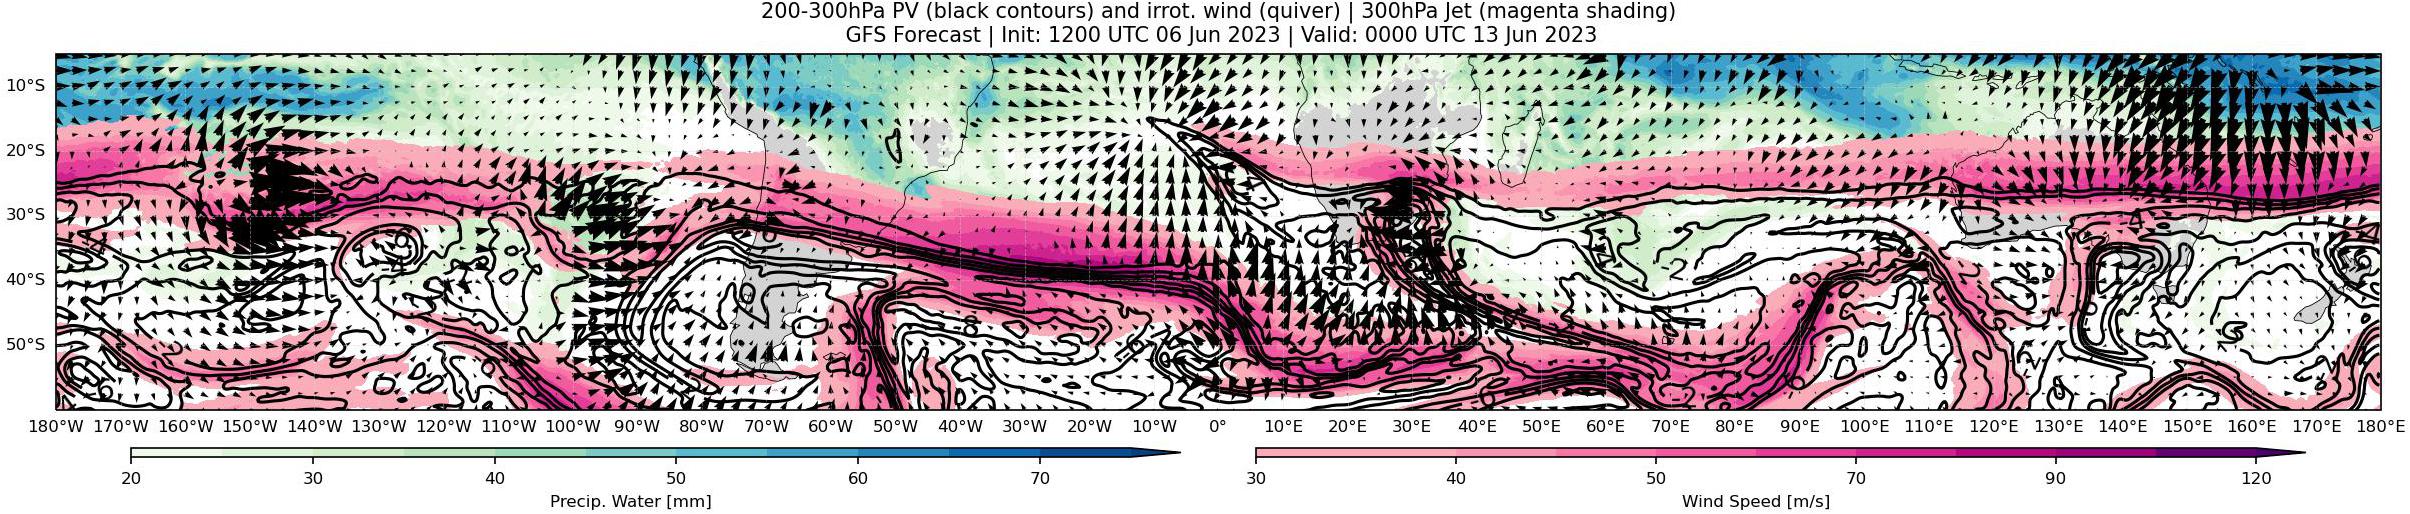 200-300hPa PV (black contours) and irrot. wind (quiver) | 300hPa Jet (magenta shading)
GFS Forecast | Init: 1200 UTC 06 Jun 2023 | Valid: 0000 UTC 13 Jun 2023
10°S
20°S
30°S
40°S
50°S
180°W 170°W 160°W 150°W 140°W 130°W 120°W 110°W 100°W 90°W 80°W 70°W 60°W 50°W 40°W 30°W 20°W 10°W 0° 10°E 20°E 30°E 40°E 50°E 60°E 70°E 80°E 90°E 100°E 110°E 120°E 130°E 140°E 150°E 160°E 170°E 180°E
20 30 40 50 60 70
Precip. Water [mm]
30 40 50 70 90 120
Wind Speed [m/s]